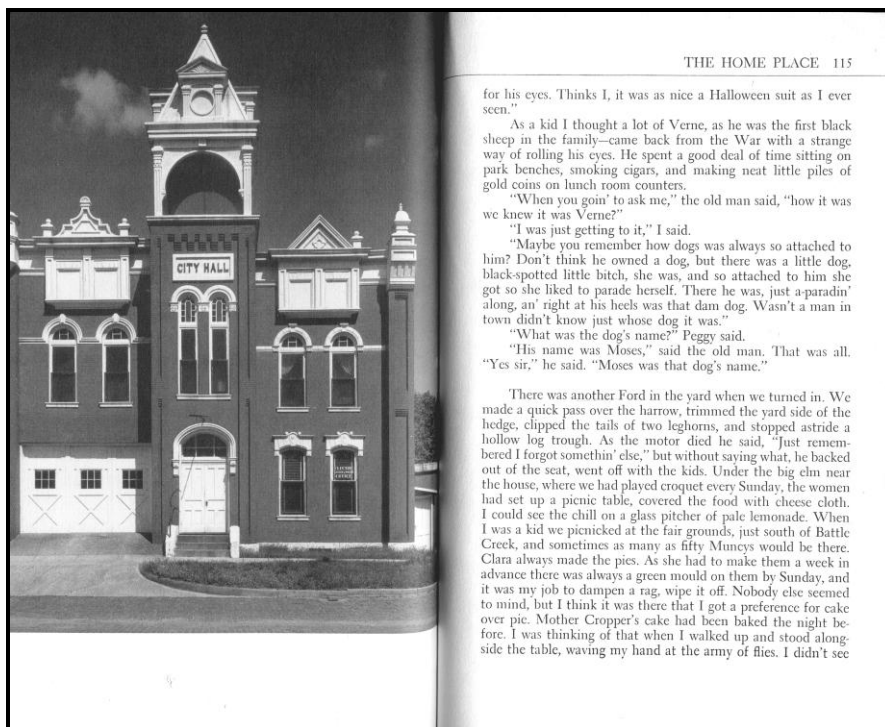 CITY HALL
THE HOME PLACE 115
for his eyes. Thinks I, it was as nice a Halloween suit as I ever
seen."
As a kid I thought a lot of Verne, as he was the first black
sheep in the family—came back from the War with a strange
way of rolling his eyes. He spent a good deal of time sitting on
park benches, smoking cigars, and making neat little piles of
gold coins on lunch room counters.
"When you goin' to ask me," the old man said, "how it was
we knew it was Verne?"
"I was just getting to it," I said.
"Maybe you remember how dogs was always so attached to
him? Don't think he owned a dog, but there was a little dog,
black-spotted little bitch, she was, and so attached to him she
got so she liked to parade herself. There he was, just a-paradin'
along, an' right at his heels was that dam dog. Wasn't a man in
town didn't know just whose dog it was."
"What was the dog's name?" Peggy said.
"His name was Moses," said the old man. That was all.
"Yes sir," he said. "Moses was that dog's name."
There was another Ford in the yard when we turned in. We
made a quick pass over the harrow, trimmed the yard side of the
hedge, clipped the tails of two leghorns, and stopped astride a
hollow log trough. As the motor died he said, "Just remem-
bered I forgot somethin' else," but without saying what, he backed
out of the seat, went off with the kids. Under the big elm near
the house, where we had played croquet every Sunday, the women
had set up a picnic table, covered the food with cheese cloth.
I could see the chill on a glass pitcher of pale lemonade. When
I was a kid we picnicked at the fair grounds, just south of Battle
Creek, and sometimes as many as fifty Muncys would be there.
Clara always made the pies. As she had to make them a week in
advance there was always a green mould on them by Sunday, and
it was my job to dampen a rag, wipe it off. Nobody else seemed
to mind, but I think it was there that I got a preference for cake
over pie. Mother Cropper's cake had been baked the night be-
fore. I was thinking of that when I walked up and stood along-
side the table, waving my hand at the army of flies. I didn't see